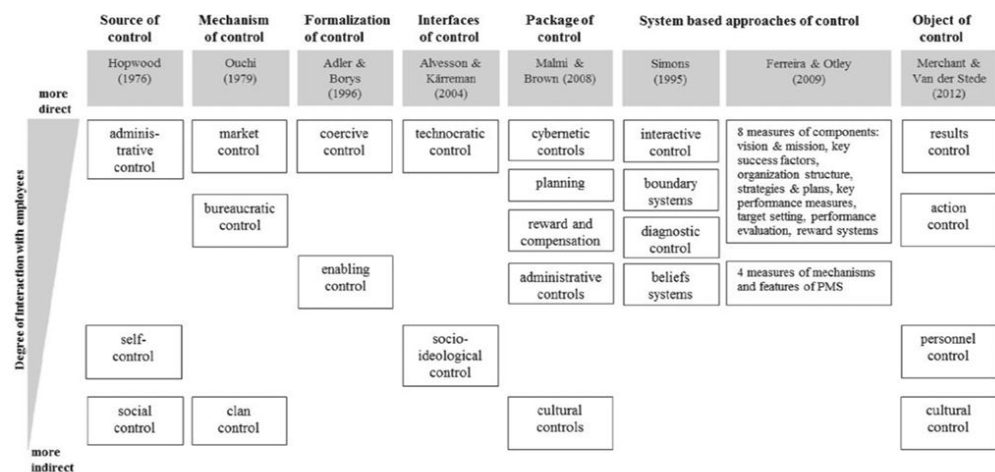 Source of
control
Mechanism
of control
Formalization
of control
Interfaces
of control
Package of
control
System based approaches of control
Object of
control
Hopwood
(1976)
Ouchi
(1979)
Adler &
Borys
(1996)
Alvesson &
Kärreman
(2004)
Malmi &
Brown (2008)
Simons
(1995)
Ferreira & Otley
(2009)
Merchant &
Van der Stede
(2012)
more
direct
Degree of Interaction with employees
more
indirect
adminis-
trative
control
self-
control
social
control
market
control
bureaucratic
control
clan
control
coercive
control
enabling
control
technocratic
control
socio-
ideological
control
cybernetic
controls
planning
reward and
compensation
administrative
controls
cultural
controls
interactive
control
boundary
systems
diagnostic
control
beliefs
systems
8 measures of components:
vision & mission, key
success factors,
organization structure,
strategies & plans, key
performance measures,
target setting, performance
evaluation, reward systems
4 measures of mechanisms
and features of PMS
results
control
action
control
personnel
control
cultural
control